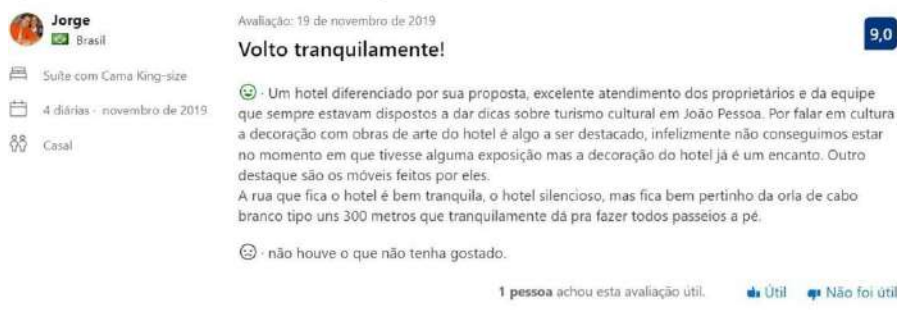 Jorge
Brasil
Suíte com Cama King-size
4 diárias · novembro de 2019
Casal
Avaliação: 19 de novembro de 2019
9,0
Volto tranquilamente!
· Um hotel diferenciado por sua proposta, excelente atendimento dos proprietários e da equipe
que sempre estavam dispostos a dar dicas sobre turismo cultural em João Pessoa. Por falar em cultura
a decoração com obras de arte do hotel é algo a ser destacado, infelizmente não conseguimos estar
no momento em que tivesse alguma exposição mas a decoração do hotel já é um encanto. Outro
destaque são os móveis feitos por eles.
A rua que fica o hotel é bem tranquila, o hotel silencioso, mas fica bem pertinho da orla de cabo
branco tipo uns 300 metros que tranquilamente dá pra fazer todos passeios a pé.
· não houve o que não tenha gostado.
1 pessoa achou esta avaliação útil.
Útil
Não foi útil